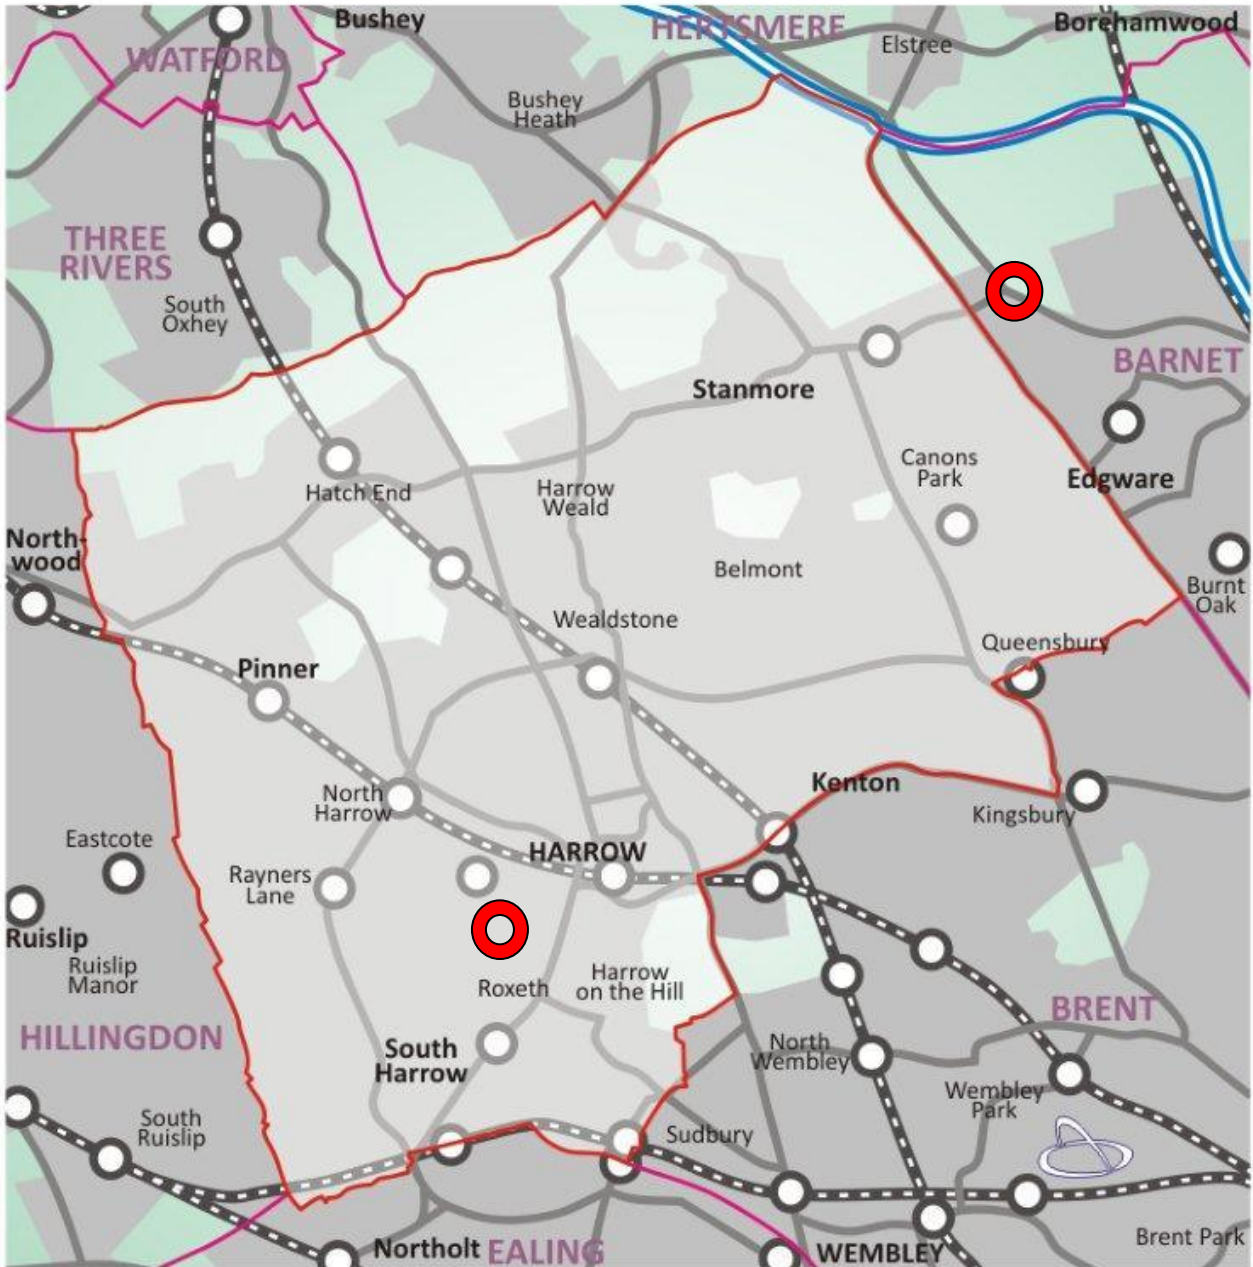 Bushey
HERTSMERE
Borehamwood
Elstree
WATFORD
Bushey
Heath
THREE
RIVERS
South
Oxhey
BARNET
Stanmore
Canons
Park
Edgware
Hatch End
Harrow
Weald
North-
wood
Belmont
Burnt
Oak
Wealdstone
Queensbury
Pinner
Kenton
North
Harrow
Kingsbury
Eastcote
HARROW
Rayners
Lane
Ruislip
Ruislip
Manor
Roxeth
Harrow
on the Hill
BRENT
HILLINGDON
South
Harrow
North
Wembley
Wembley
Park
South
Ruislip
Sudbury
Brent Park
Northolt
EALING
WEMBLEY